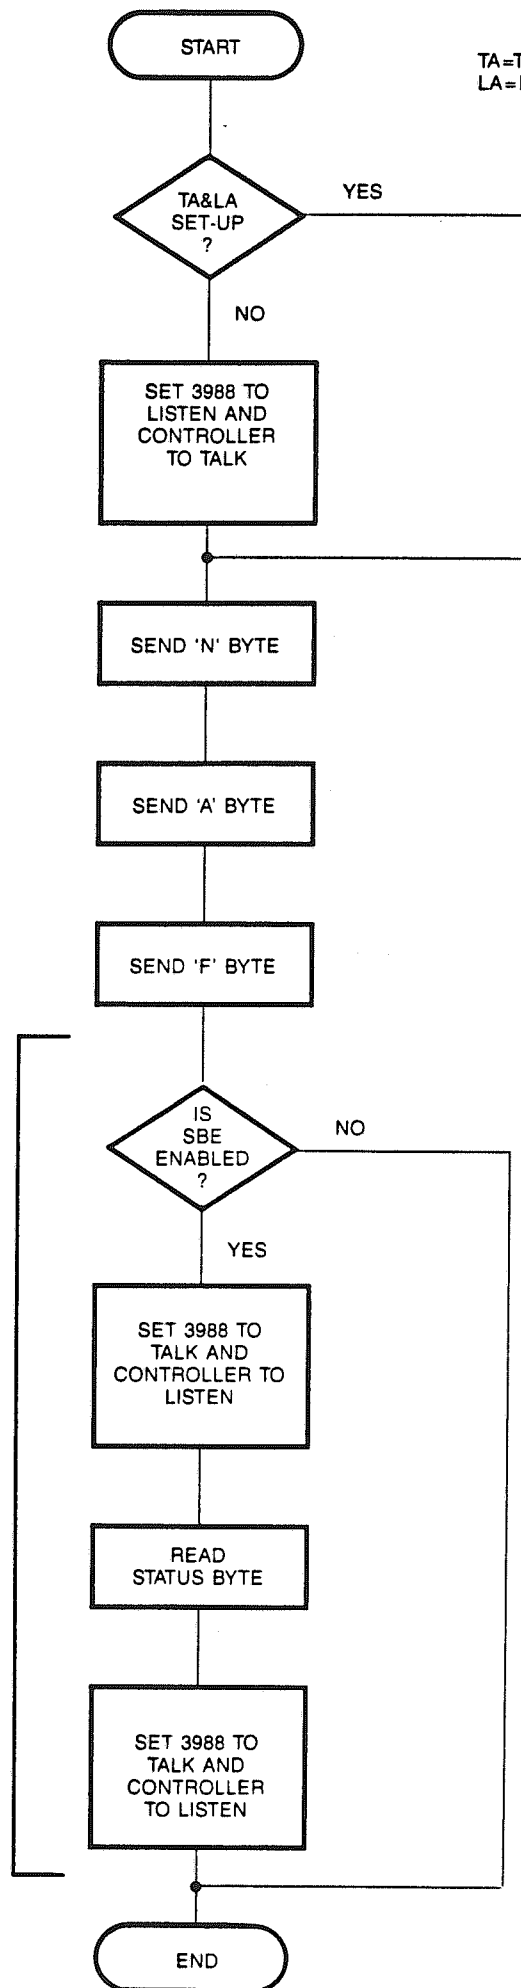 START
TA=T
LA=
TA&LA
SET-UP
?
YES
NO
SET 3988 TO
LISTEN AND
CONTROLLER
TO TALK
SEND 'N' BYTE
SEND 'A' BYTE
SEND 'F' BYTE
IS
SBE
ENABLED
?
NO
YES
SET 3988 TO
TALK AND
CONTROLLER TO
LISTEN
READ
STATUS BYTE
SET 3988 TO
TALK AND
CONTROLLER
TO LISTEN
END